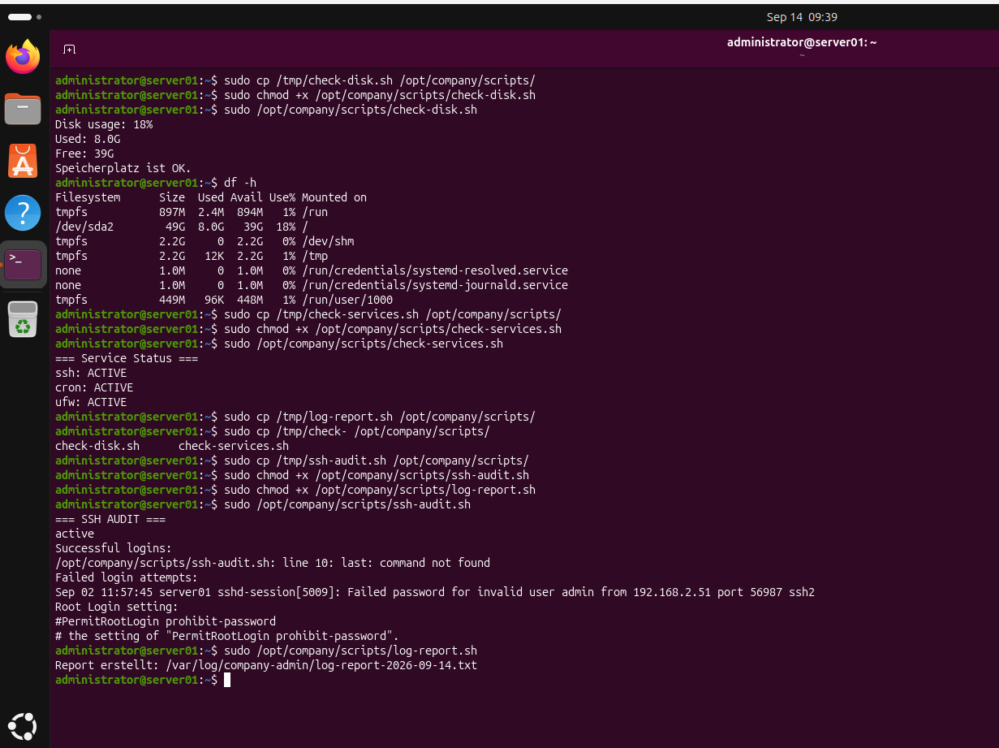 Sep 14 09:39
administrator@server01: ~
~
administrator@server01:~$ sudo cp /tmp/check-disk.sh /opt/company/scripts/
administrator@server01:~$ sudo chmod +x /opt/company/scripts/check-disk.sh
administrator@server01:~$ sudo /opt/company/scripts/check-disk.sh
Disk usage: 18%
Used: 8.0G
Free: 39G
Speicherplatz ist OK.
administrator@server01:~$ df -h
Filesystem      Size  Used Avail Use% Mounted on
tmpfs           897M  2.4M  894M   1% /run
/dev/sda2        49G  8.0G   39G  18% /
tmpfs           2.2G     0  2.2G   0% /dev/shm
tmpfs           2.2G   12K  2.2G   1% /tmp
none            1.0M     0  1.0M   0% /run/credentials/systemd-resolved.service
none            1.0M     0  1.0M   0% /run/credentials/systemd-journald.service
tmpfs           449M   96K  448M   1% /run/user/1000
administrator@server01:~$ sudo cp /tmp/check-services.sh /opt/company/scripts/
administrator@server01:~$ sudo chmod +x /opt/company/scripts/check-services.sh
administrator@server01:~$ sudo /opt/company/scripts/check-services.sh
=== Service Status ===
ssh: ACTIVE
cron: ACTIVE
ufw: ACTIVE
administrator@server01:~$ sudo cp /tmp/log-report.sh /opt/company/scripts/
administrator@server01:~$ sudo cp /tmp/check- /opt/company/scripts/
check-disk.sh      check-services.sh
administrator@server01:~$ sudo cp /tmp/ssh-audit.sh /opt/company/scripts/
administrator@server01:~$ sudo chmod +x /opt/company/scripts/ssh-audit.sh
administrator@server01:~$ sudo chmod +x /opt/company/scripts/log-report.sh
administrator@server01:~$ sudo /opt/company/scripts/ssh-audit.sh
=== SSH AUDIT ===
active
Successful logins:
/opt/company/scripts/ssh-audit.sh: line 10: last: command not found
Failed login attempts:
Sep 02 11:57:45 server01 sshd-session[5009]: Failed password for invalid user admin from 192.168.2.51 port 56987 ssh2
Root Login setting:
#PermitRootLogin prohibit-password
# the setting of "PermitRootLogin prohibit-password".
administrator@server01:~$ sudo /opt/company/scripts/log-report.sh
Report erstellt: /var/log/company-admin/log-report-2026-09-14.txt
administrator@server01:~$